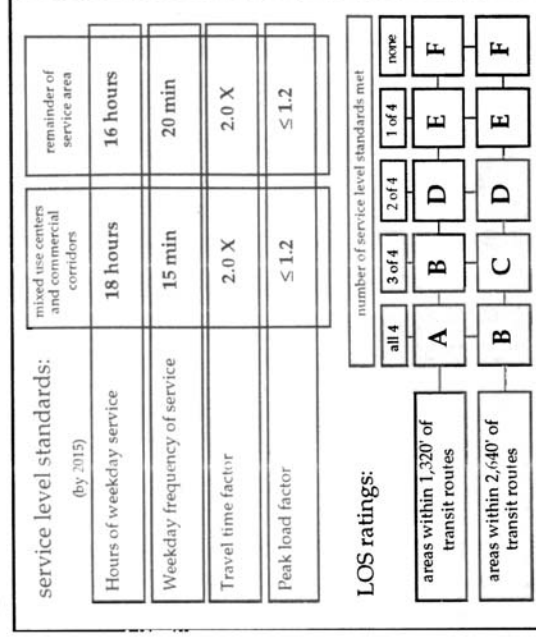 service level standards:
(by 2015)
mixed use centers
and commercial
corridors
remainder of
service area
Hours of weekday service
18 hours
16 hours
Weekday frequency of service
15 min
20 min
Travel time factor
2.0 X
2.0 X
Peak load factor
≤ 1.2
≤ 1.2
LOS ratings:
number of service level standards met
all 4
3 of 4
2 of 4
1 of 4
none
areas within 1,320' of
transit routes
A
B
D
E
F
areas within 2,640' of
transit routes
B
C
D
E
F